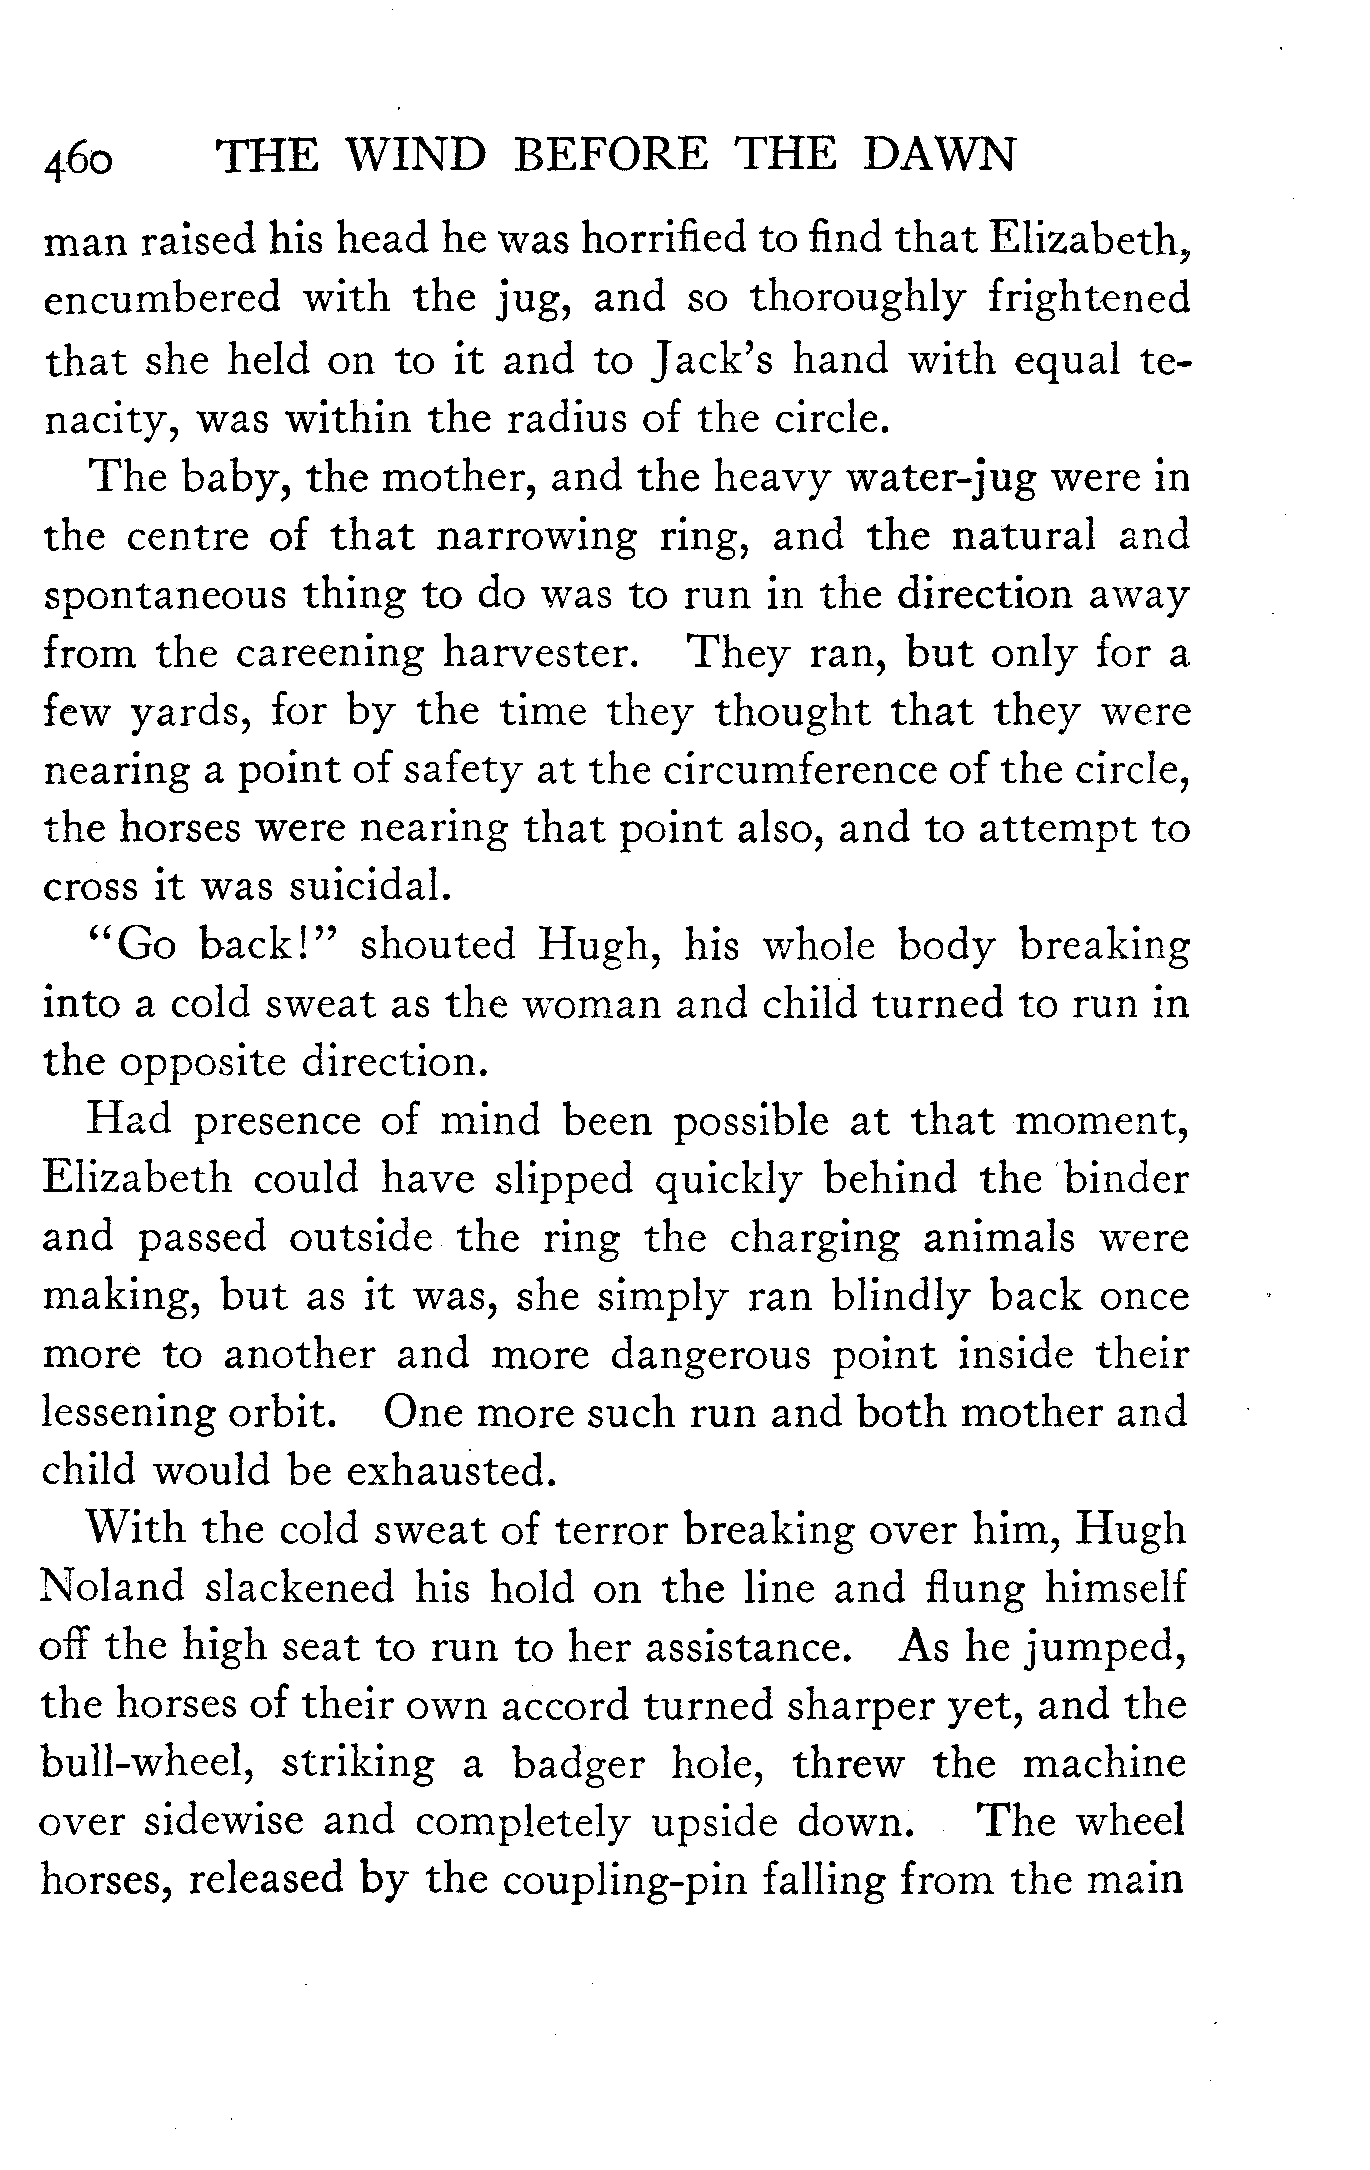 460 THE WIND BEFORE THE DAWN
man raised his head he was horrified to find that Elizabeth,
encumbered with the jug, and so thoroughly frightened
that she held on to it and to Jack's hand with equal te-
nacity, was within the radius of the circle.
The baby, the mother, and the heavy water-jug were in
the centre of that narrowing ring, and the natural and
spontaneous thing to do was to run in the direction away
from the careening harvester. They ran, but only for a
few yards, for by the time they thought that they were
nearing a point of safety at the circumference of the circle,
the horses were nearing that point also, and to attempt to
cross it was suicidal.
"Go back!" shouted Hugh, his whole body breaking
into a cold sweat as the woman and child turned to run in
the opposite direction.
Had presence of mind been possible at that moment,
Elizabeth could have slipped quickly behind the binder
and passed outside the ring the charging animals were
making, but as it was, she simply ran blindly back once
more to another and more dangerous point inside their
lessening orbit. One more such run and both mother and
child would be exhausted.
With the cold sweat of terror breaking over him, Hugh
Noland slackened his hold on the line and flung himself
off the high seat to run to her assistance. As he jumped,
the horses of their own accord turned sharper yet, and the
bull-wheel, striking a badger hole, threw the machine
over sidewise and completely upside down. The wheel
horses, released by the coupling-pin falling from the main